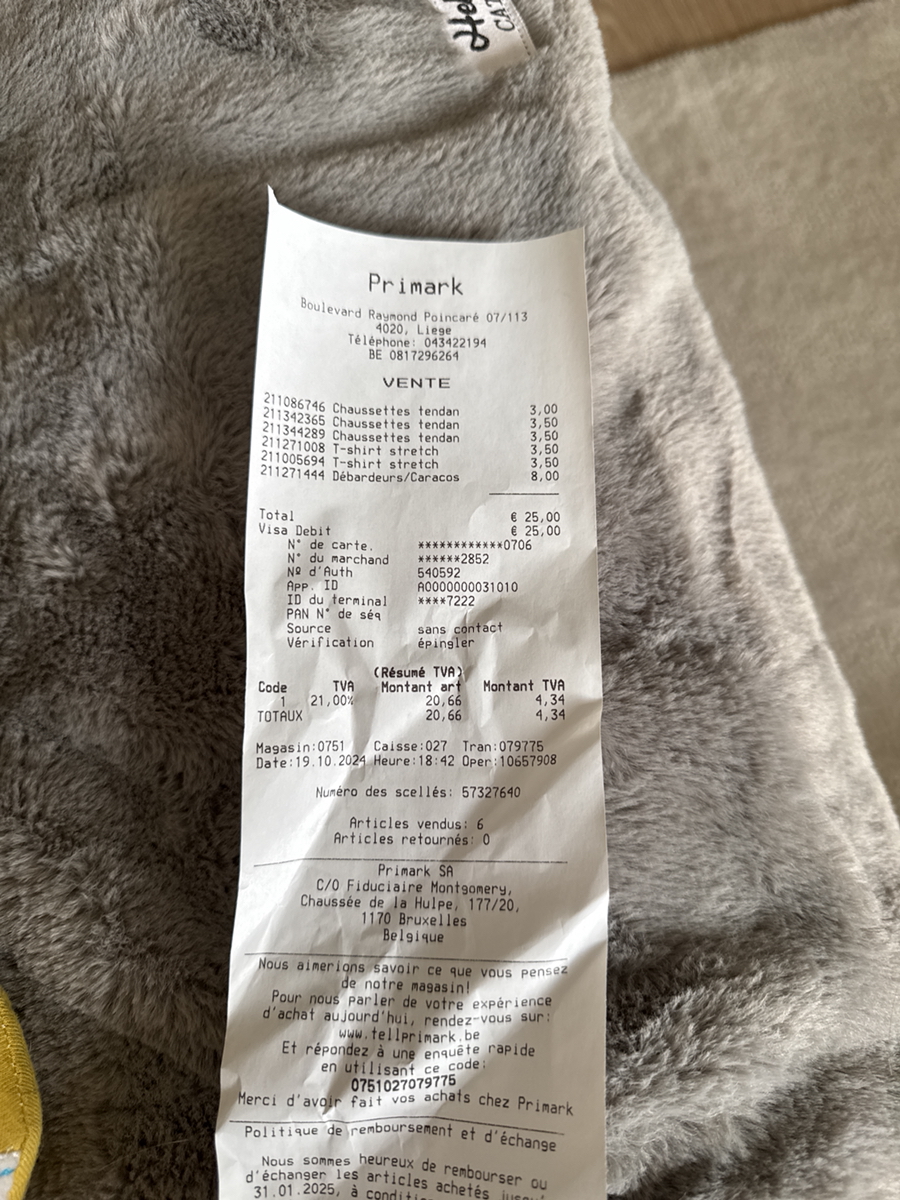 Primark
Boulevard Raymond Poincaré 07/113
4020, Liege
Téléphone: 043422194
BE 0817296264
VENTE
211086746 Chaussettes tendan 3,00
211342365 Chaussettes tendan 3,50
211344289 Chaussettes tendan 3,50
211271008 T-shirt stretch 3,50
211005694 T-shirt stretch 3,50
211271444 Débardeurs/Caracos 8,00
Total € 25,00
Visa Debit € 25,00
N° de carte. ************0706
N° du marchand ******2852
Nº d'Auth 540592
App. ID A0000000031010
ID du terminal ****7222
PAN N° de séq
Source sans contact
Vérification épingler
(Résumé TVA)
Code TVA Montant art Montant TVA
1 21,00% 20,66 4,34
TOTAUX 20,66 4,34
Magasin:0751 Caisse:027 Tran:079775
Date:19.10.2024 Heure:18:42 Oper:10657908
Numéro des scellés: 57327640
Articles vendus: 6
Articles retournés: 0
Primark SA
C/O Fiduciaire Montgomery,
Chaussée de la Hulpe, 177/20,
1170 Bruxelles
Belgique
Nous aimerions savoir ce que vous pensez
de notre magasin!
Pour nous parler de votre expérience
d'achat aujourd'hui, rendez-vous sur:
www.tellprimark.be
Et répondez à une enquête rapide
en utilisant ce code:
0751027079775
Merci d'avoir fait vos achats chez Primark
Politique de remboursement et d'échange
Nous sommes heureux de rembourser ou
d'échanger les articles achetés
31.01.2025, à